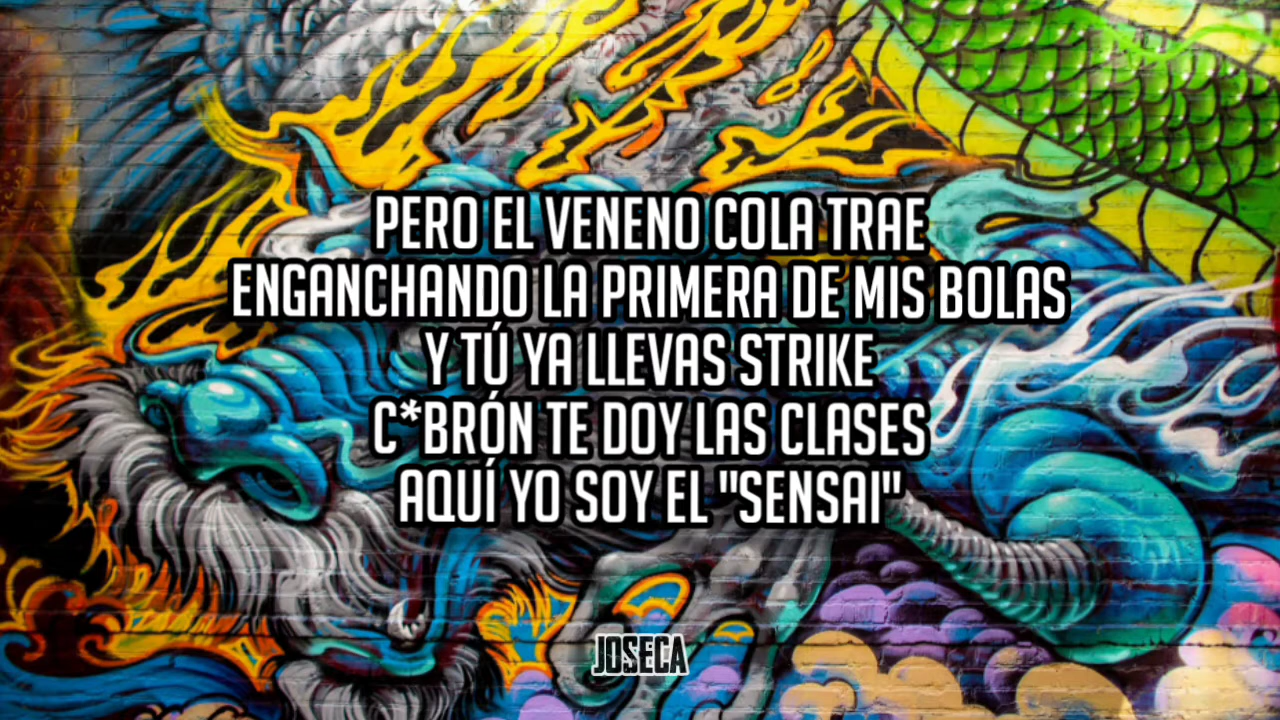 PERO EL VENENO COLA TRAE
ENGANCHANDO LA PRIMERA DE MIS BOLAS
Y TÚ YA LLEVAS STRIKE
C*BRÓN TE DOY LAS CLASES
AQUÍ YO SOY EL "SENSAI"
JOSECA